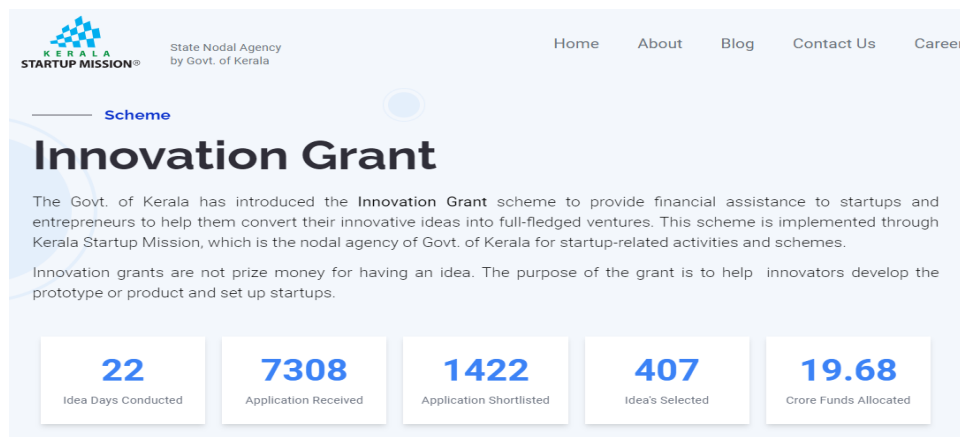 KERALA
STARTUP MISSION®
State Nodal Agency
by Govt. of Kerala
Home About Blog Contact Us Career
Scheme
Innovation Grant
The Govt. of Kerala has introduced the Innovation Grant scheme to provide financial assistance to startups and
entrepreneurs to help them convert their innovative ideas into full-fledged ventures. This scheme is implemented through
Kerala Startup Mission, which is the nodal agency of Govt. of Kerala for startup-related activities and schemes.
Innovation grants are not prize money for having an idea. The purpose of the grant is to help innovators develop the
prototype or product and set up startups.
22 7308 1422 407 19.68
Idea Days Conducted Application Received Application Shortlisted Idea's Selected Crore Funds Allocated